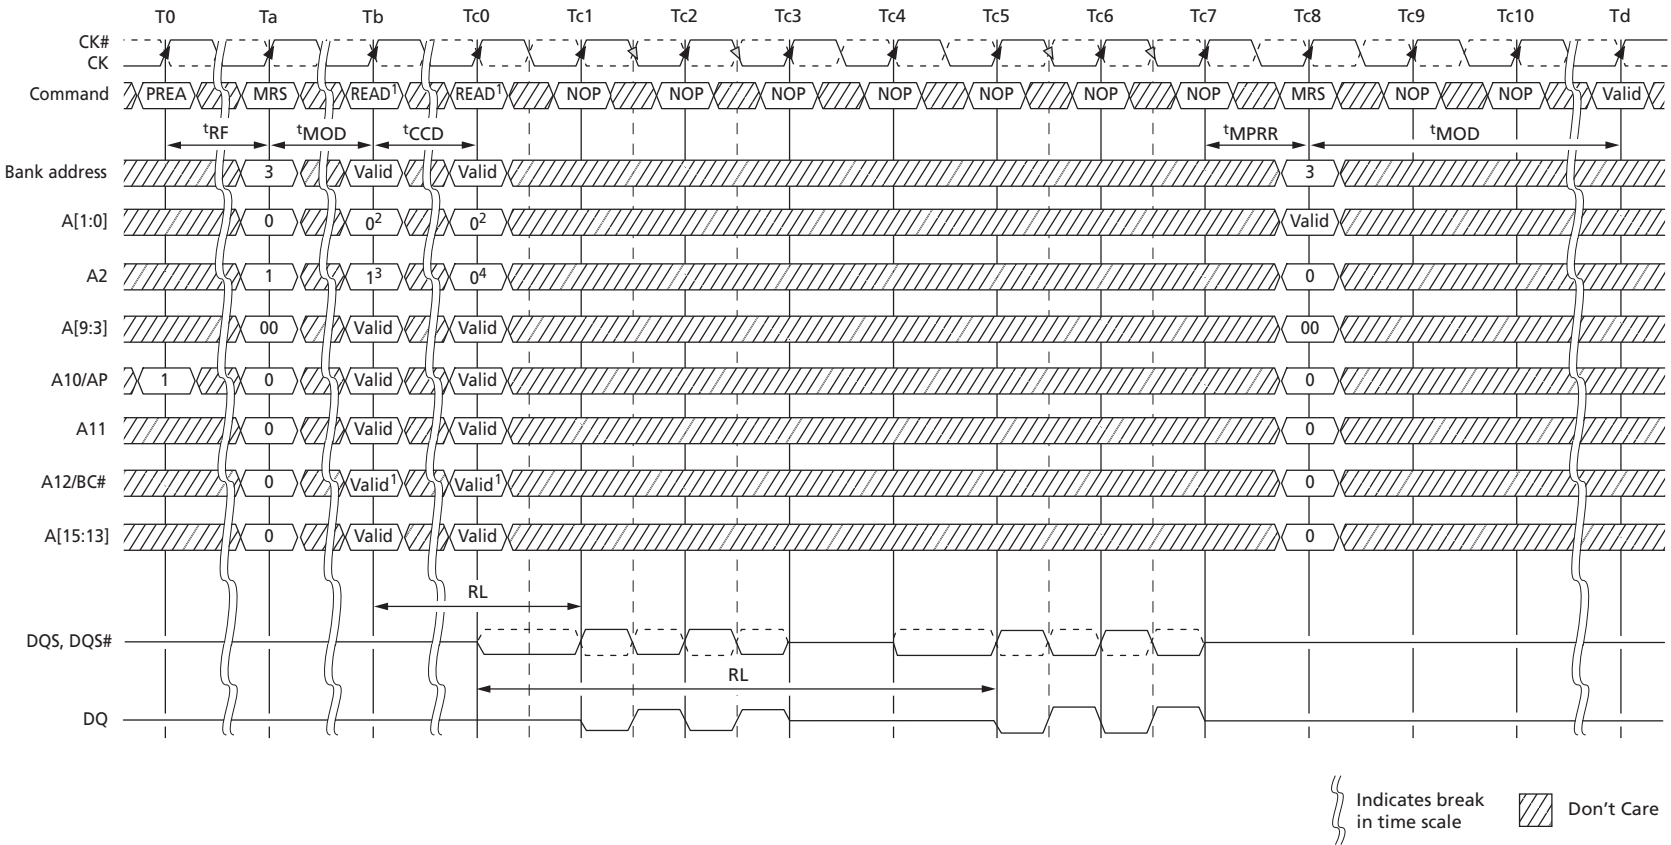 T0 Ta Tb Tc0 Tc1 Tc2 Tc3 Tc4 Tc5 Tc6 Tc7 Tc8 Tc9 Tc10 Td
CK#
CK
Command PREA MRS READ1 READ1 NOP NOP NOP NOP NOP NOP NOP MRS NOP NOP Valid
tRF tMOD tCCD tMPRR tMOD
Bank address 3 Valid Valid 3
A[1:0] 0 02 02 Valid
A2 1 13 04 0
A[9:3] 00 Valid Valid 00
A10/AP 1 0 Valid Valid 0
A11 0 Valid Valid 0
A12/BC# 0 Valid1 Valid1 0
A[15:13] 0 Valid Valid 0
RL
DQS, DQS#
RL
DQ
Indicates break
in time scale
Don't Care